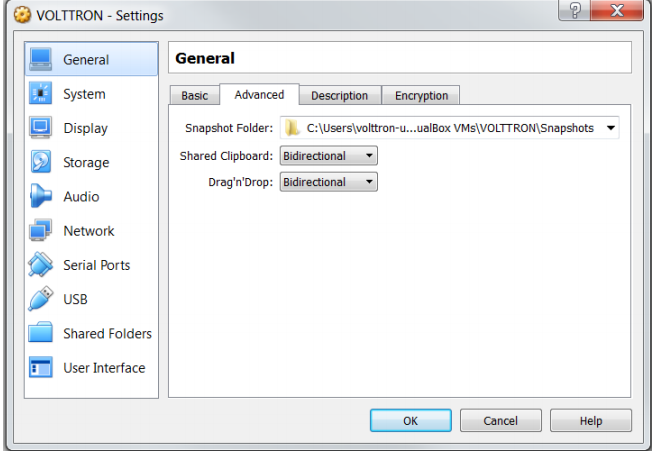 VOLTTRON - Settings
General
System
Display
Storage
Audio
Network
Serial Ports
USB
Shared Folders
User Interface
General
Basic Advanced Description Encryption
Snapshot Folder: C:\Users\volttron-u...ualBox VMs\VOLTTRON\Snapshots
Shared Clipboard: Bidirectional
Drag'n'Drop: Bidirectional
OK Cancel Help